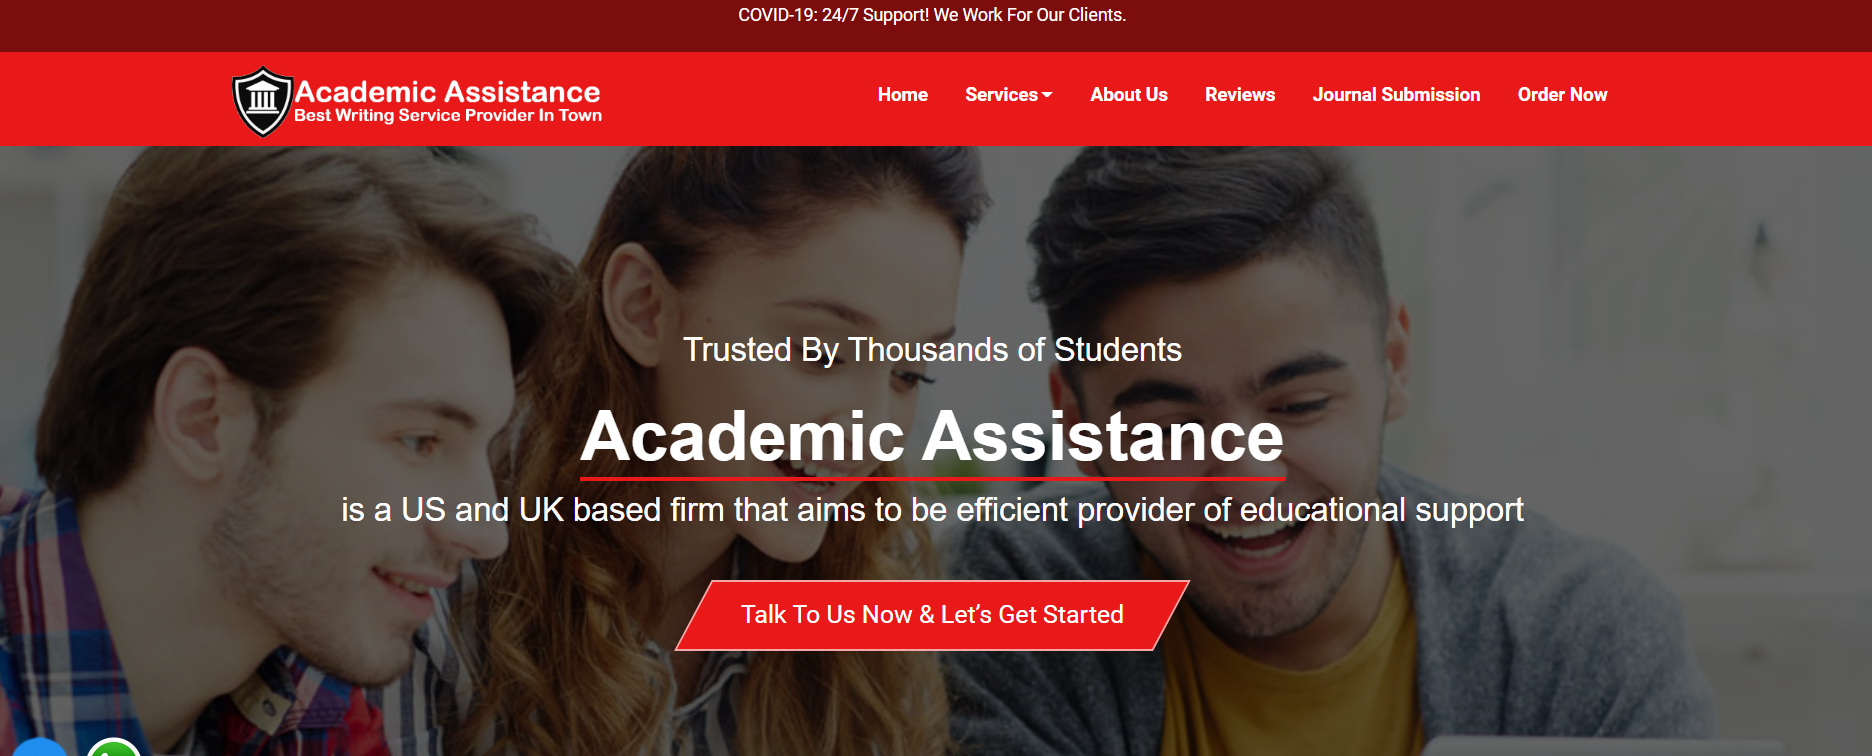 COVID-19: 24/7 Support! We Work For Our Clients.
Academic Assistance
Best Writing Service Provider In Town
Home Services About Us Reviews Journal Submission Order Now
Trusted By Thousands of Students
Academic Assistance
is a US and UK based firm that aims to be efficient provider of educational support
Talk To Us Now & Let’s Get Started